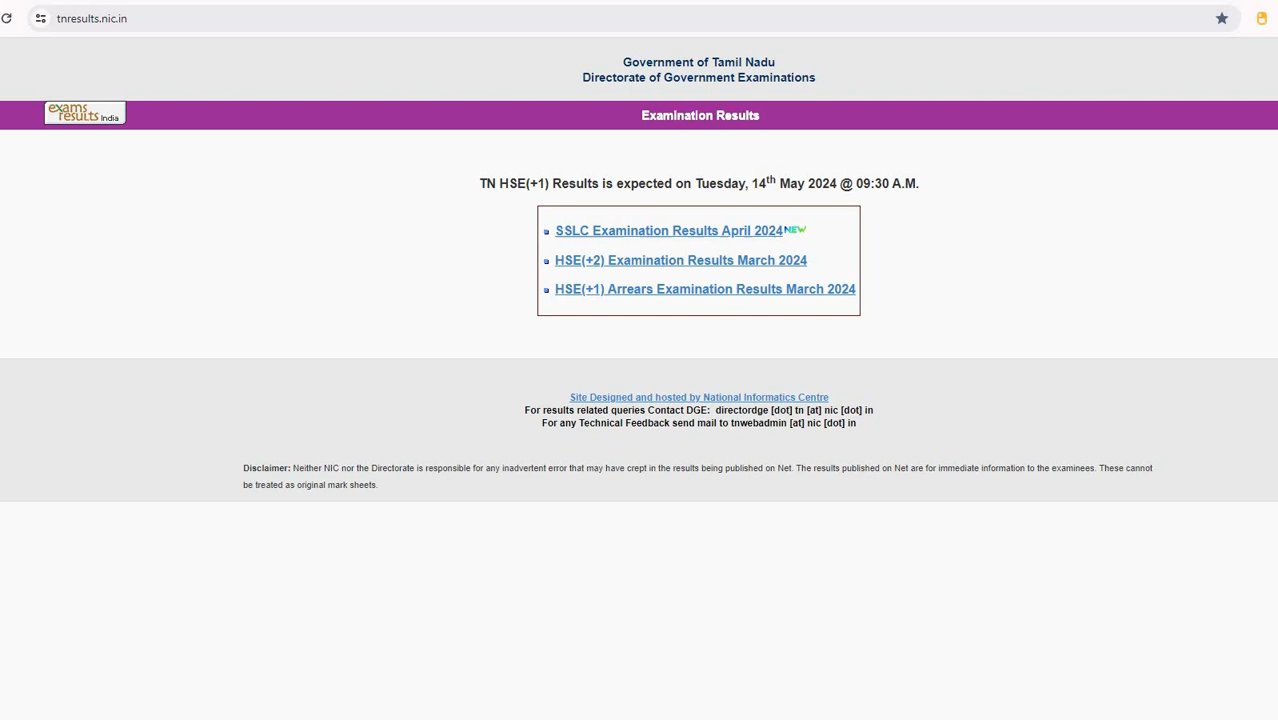 tnresults.nic.in
Government of Tamil Nadu
Directorate of Government Examinations
exams
results India
Examination Results
TN HSE(+1) Results is expected on Tuesday, 14th May 2024 @ 09:30 A.M.
SSLC Examination Results April 2024 NEW
HSE(+2) Examination Results March 2024
HSE(+1) Arrears Examination Results March 2024
Site Designed and hosted by National Informatics Centre
For results related queries Contact DGE: directordge [dot] tn [at] nic [dot] in
For any Technical Feedback send mail to tnwebadmin [at] nic [dot] in
Disclaimer: Neither NIC nor the Directorate is responsible for any inadvertent error that may have crept in the results being published on Net. The results published on Net are for immediate information to the examinees. These cannot
be treated as original mark sheets.